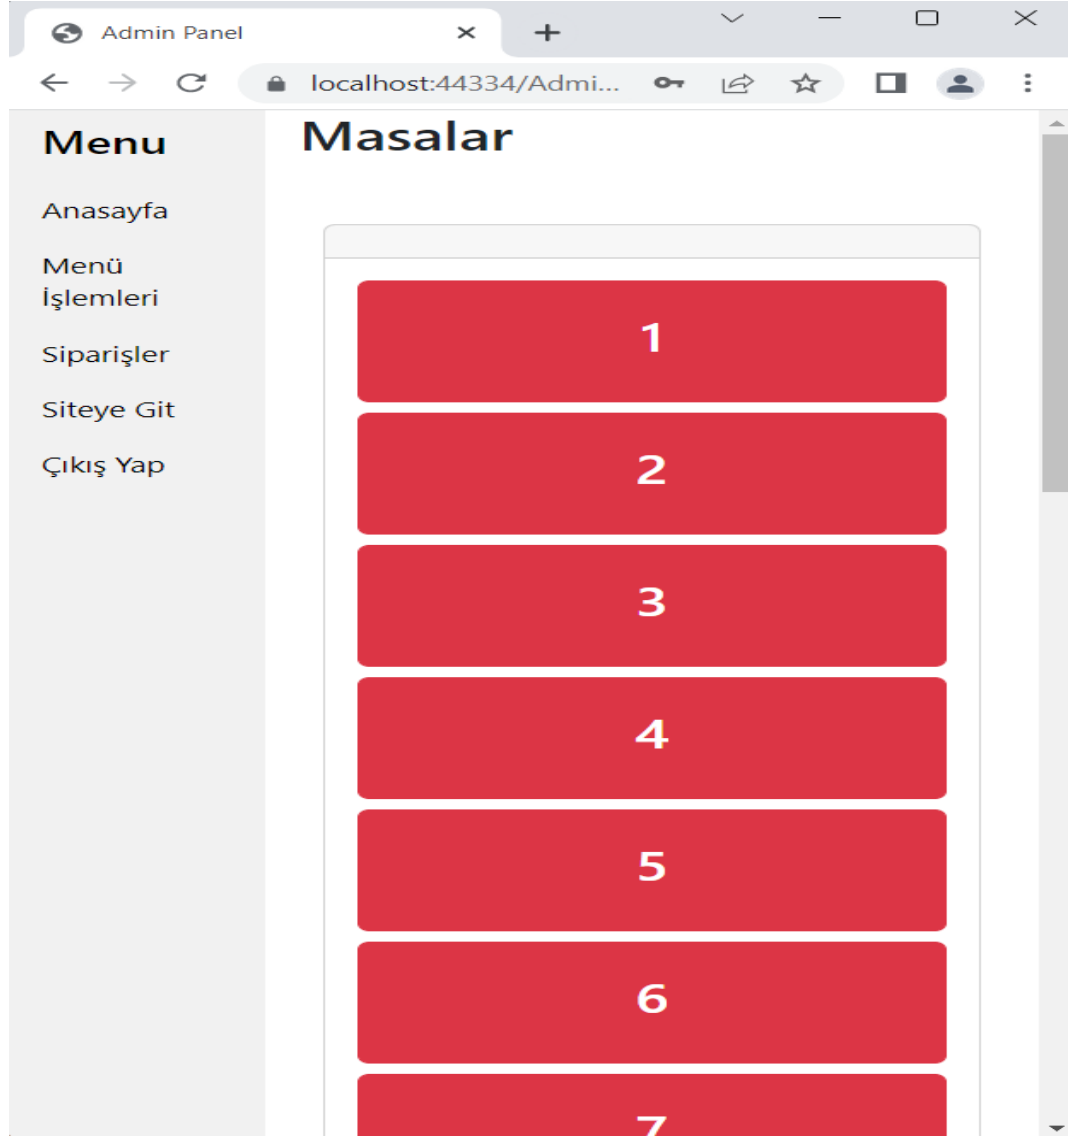 Admin Panel
localhost:44334/Admi...
Menu
Anasayfa
Menü
İşlemleri
Siparişler
Siteye Git
Çıkış Yap
Masalar
1
2
3
4
5
6
7